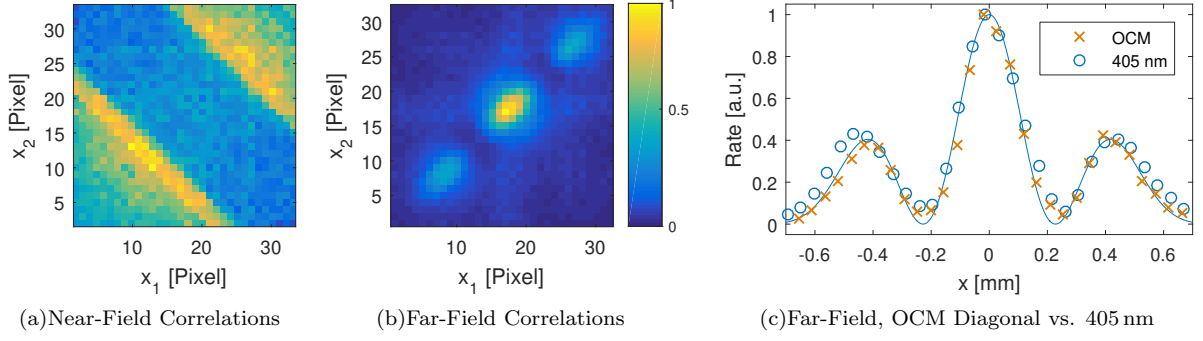 30
25
20
15
10
5
x2 [Pixel]
10 20 30
x1 [Pixel]
(a)Near-Field Correlations
30
25
20
15
10
5
x2 [Pixel]
10 20 30
x1 [Pixel]
1
0.5
0
(b)Far-Field Correlations
1
0.8
0.6
0.4
0.2
0
Rate [a.u.]
OCM
405 nm
-0.6 -0.4 -0.2 0 0.2 0.4 0.6
x [mm]
(c)Far-Field, OCM Diagonal vs. 405 nm